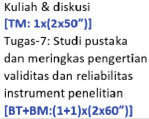 Kuliah & diskusi
[TM: 1x(2x50”)]
Tugas-7: Studi pustaka
dan meringkas pengertian
validitas dan reliabilitas
instrument penelitian
[BT+BM:(1+1)x(2x60”)]